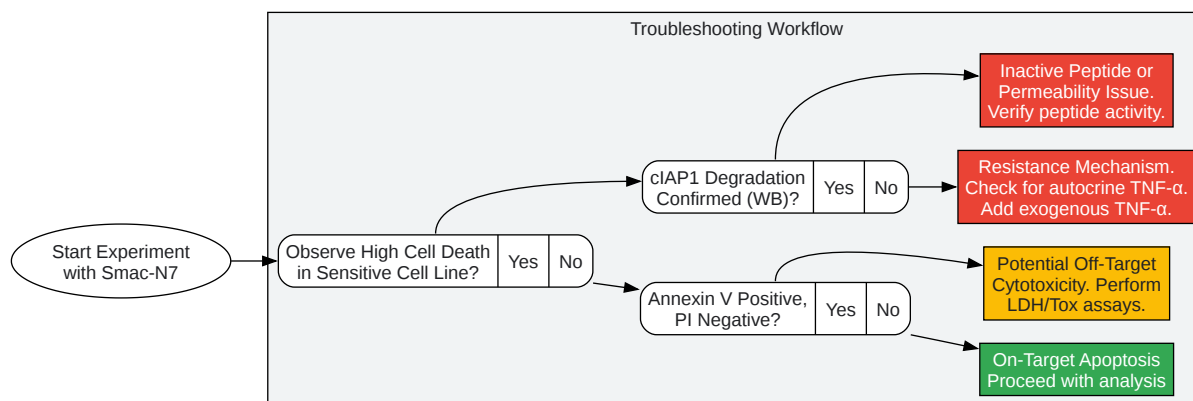 Troubleshooting Workflow
Start Experiment
with Smac-N7
Observe High Cell Death
in Sensitive Cell Line?
Yes
No
cIAP1 Degradation
Confirmed (WB)?
Yes
No
Annexin V Positive,
PI Negative?
Yes
No
Inactive Peptide or
Permeability Issue.
Verify peptide activity.
Resistance Mechanism.
Check for autocrine TNF-α.
Add exogenous TNF-α.
Potential Off-Target
Cytotoxicity. Perform
LDH/Tox assays.
On-Target Apoptosis
Proceed with analysis